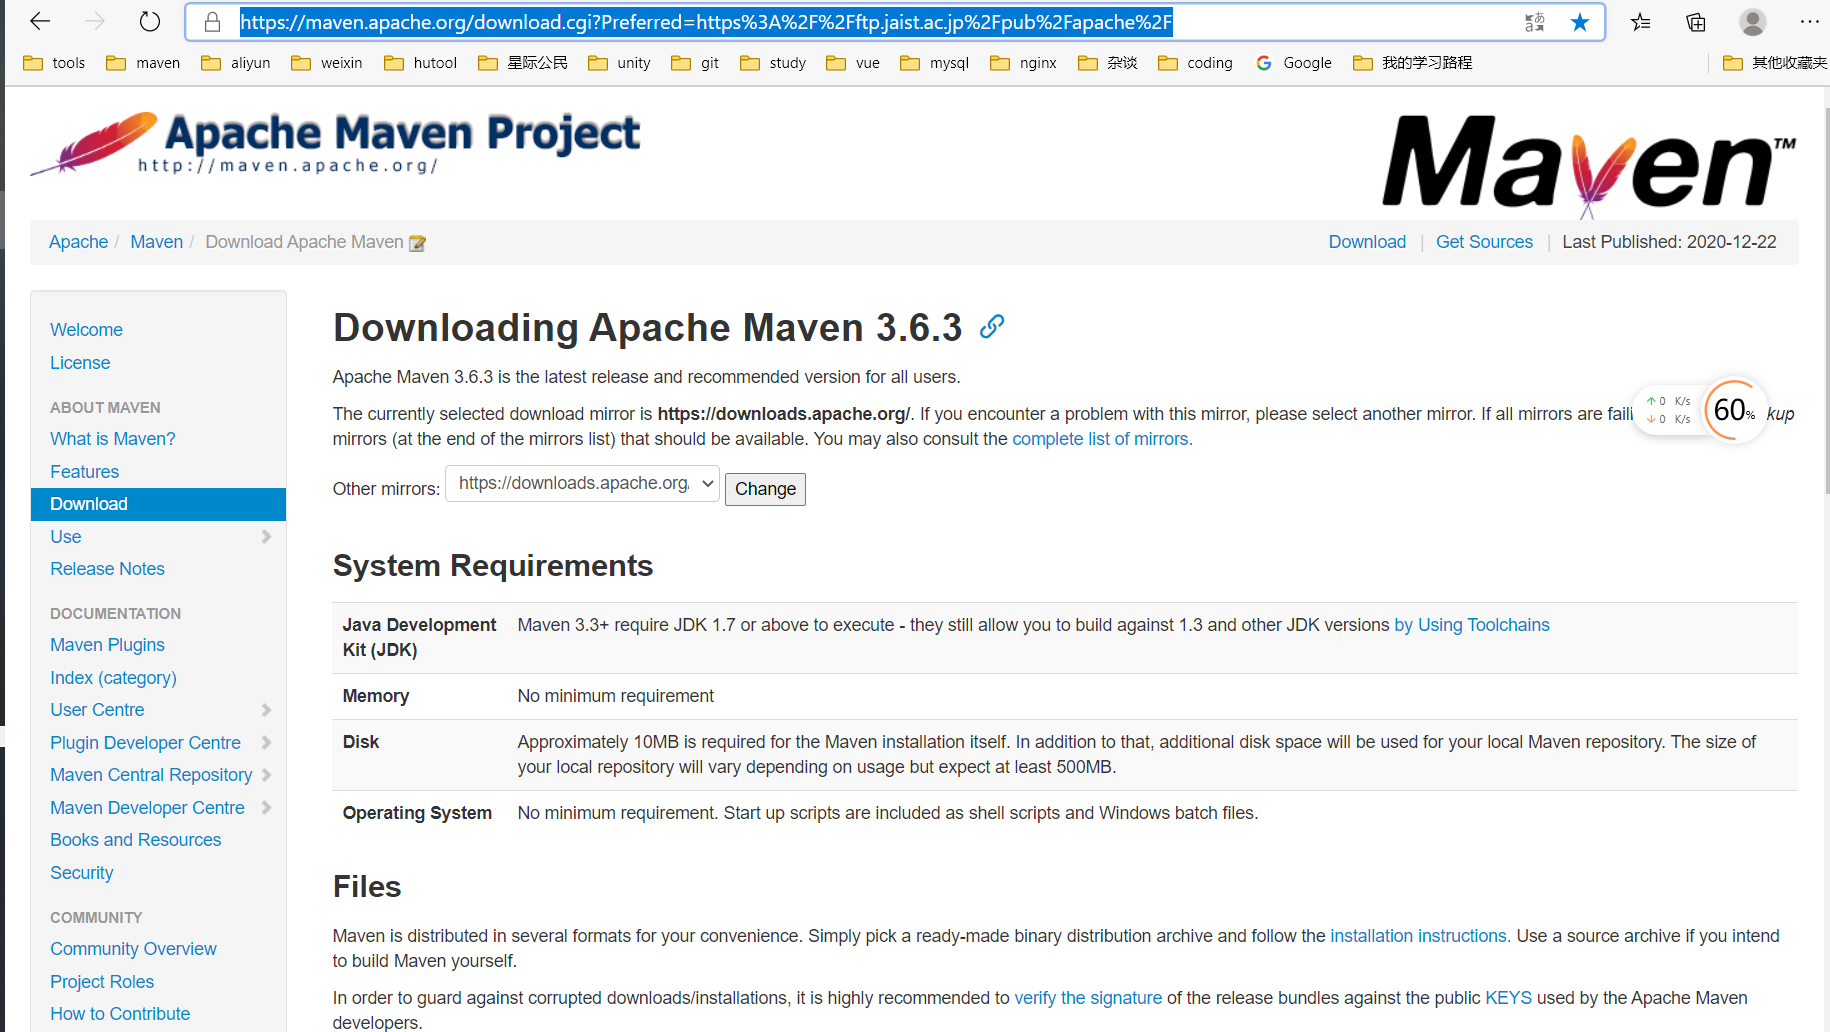 https://maven.apache.org/download.cgi?Preferred=https%3A%2F%2Fftp.jaist.ac.jp%2Fpub%2Fapache%2F
tools maven aliyun weixin hutool 星际公民 unity git study vue mysql nginx 杂谈 coding Google 我的学习路程 其他收藏夹
Apache Maven Project
http://maven.apache.org/
Maven™
Apache / Maven / Download Apache Maven
Download | Get Sources | Last Published: 2020-12-22
Welcome
License
ABOUT MAVEN
What is Maven?
Features
Download
Use
Release Notes
DOCUMENTATION
Maven Plugins
Index (category)
User Centre
Plugin Developer Centre
Maven Central Repository
Maven Developer Centre
Books and Resources
Security
COMMUNITY
Community Overview
Project Roles
How to Contribute
Downloading Apache Maven 3.6.3
Apache Maven 3.6.3 is the latest release and recommended version for all users.
The currently selected download mirror is https://downloads.apache.org/. If you encounter a problem with this mirror, please select another mirror. If all mirrors are faili kup
mirrors (at the end of the mirrors list) that should be available. You may also consult the complete list of mirrors.
↑ 0 K/s
↓ 0 K/s
60%
Other mirrors: https://downloads.apache.org/ Change
System Requirements
Java Development Kit (JDK) Maven 3.3+ require JDK 1.7 or above to execute - they still allow you to build against 1.3 and other JDK versions by Using Toolchains
Memory No minimum requirement
Disk Approximately 10MB is required for the Maven installation itself. In addition to that, additional disk space will be used for your local Maven repository. The size of
your local repository will vary depending on usage but expect at least 500MB.
Operating System No minimum requirement. Start up scripts are included as shell scripts and Windows batch files.
Files
Maven is distributed in several formats for your convenience. Simply pick a ready-made binary distribution archive and follow the installation instructions. Use a source archive if you intend
to build Maven yourself.
In order to guard against corrupted downloads/installations, it is highly recommended to verify the signature of the release bundles against the public KEYS used by the Apache Maven
developers.